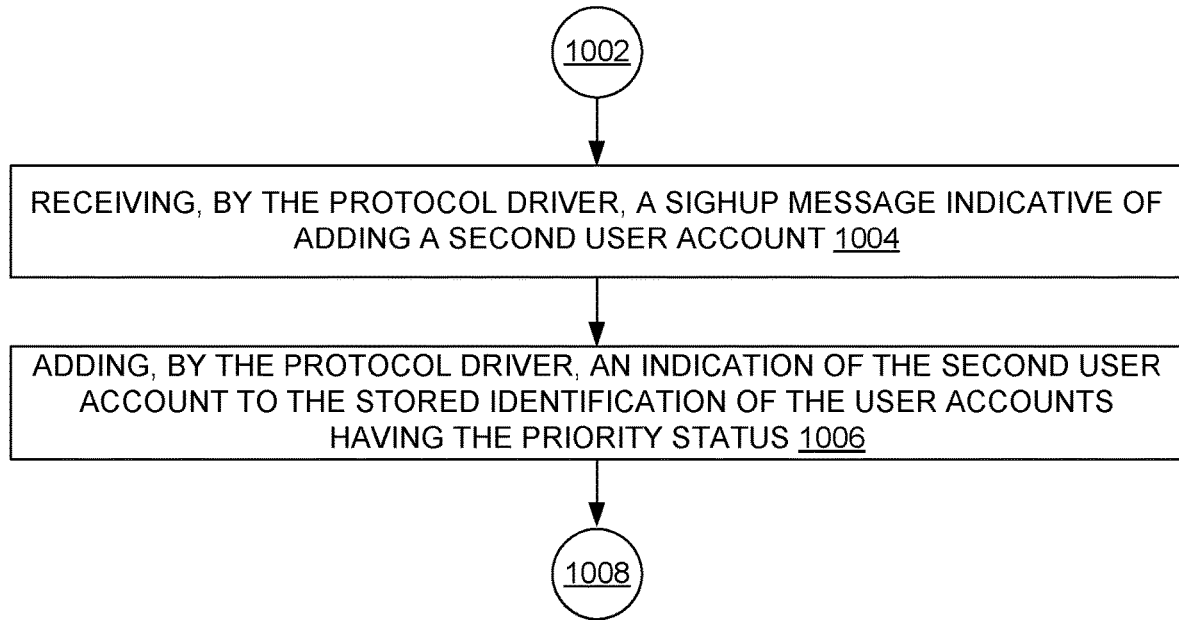 1002
RECEIVING, BY THE PROTOCOL DRIVER, A SIGHUP MESSAGE INDICATIVE OF
ADDING A SECOND USER ACCOUNT 1004
ADDING, BY THE PROTOCOL DRIVER, AN INDICATION OF THE SECOND USER
ACCOUNT TO THE STORED IDENTIFICATION OF THE USER ACCOUNTS
HAVING THE PRIORITY STATUS 1006
1008